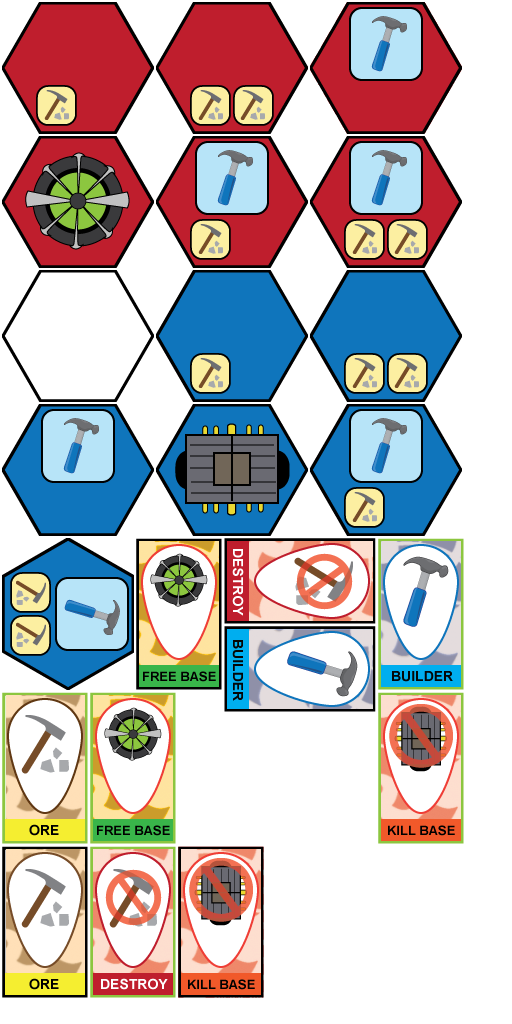 DESTROY
FREE BASE
BUILDER
BUILDER
ORE
FREE BASE
KILL BASE
ORE
DESTROY
KILL BASE